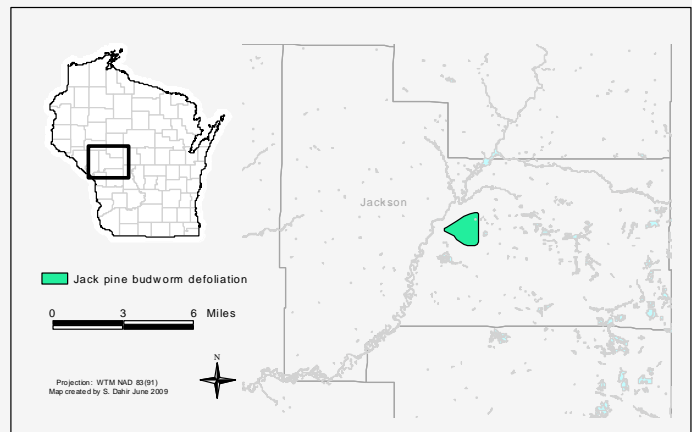 Jackson
Jack pine budworm defoliation
0 3 6 Miles
N
Projection: WTM NAD 83(91)
Map created by S. Dahir June 2009